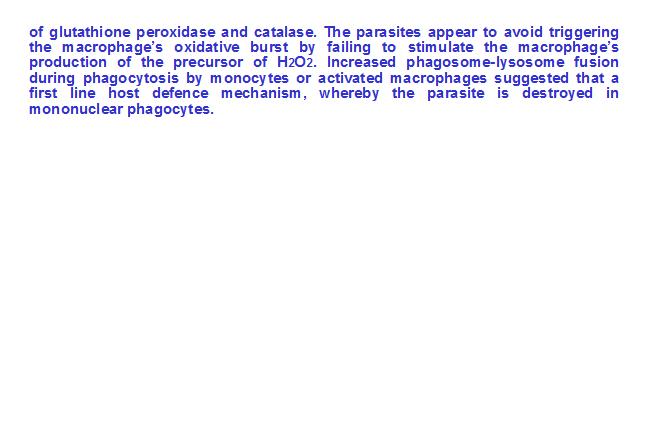 of glutathione peroxidase and catalase. The parasites appear to avoid triggering
the macrophage's oxidative burst by failing to stimulate the macrophage's
production of the precursor of H2O2. Increased phagosome-lysosome fusion
during phagocytosis by monocytes or activated macrophages suggested that a
first line host defence mechanism, whereby the parasite is destroyed in
mononuclear phagocytes.